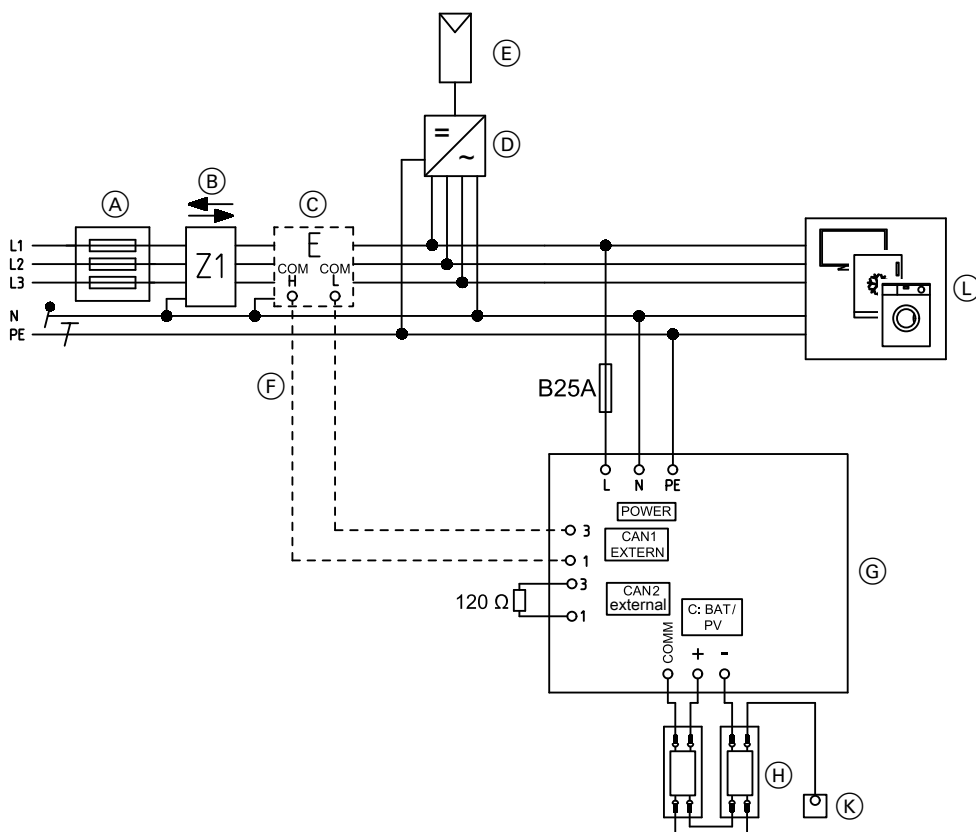 E
=
D
~
A
B
C
L1
L2
L3
Z1
E
COM
H
COM
L
N
PE
L
F
B25A
L N PE
POWER
3
CAN1
EXTERN
1
G
3
CAN2
external
120 Ω
1
C: BAT/
PV
COMM
+ -
H
K